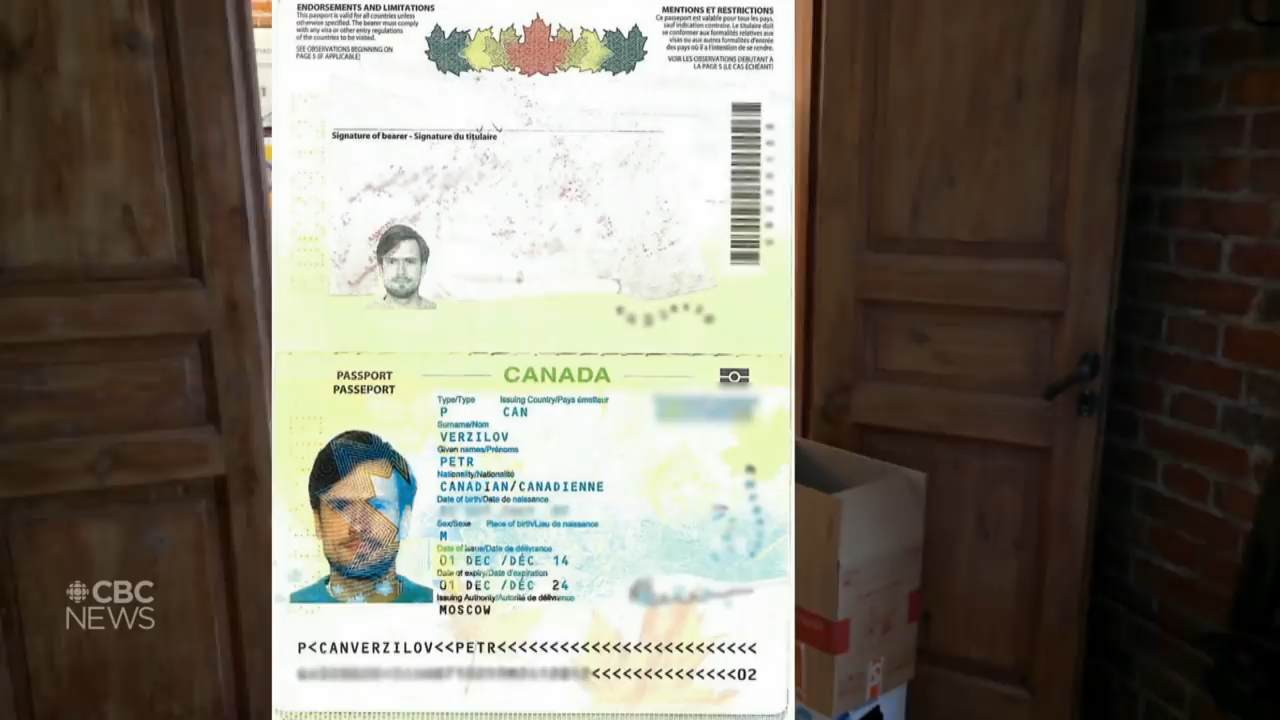 ENDORSEMENTS AND LIMITATIONS
This passport is valid for all countries unless
otherwise specified. The bearer must comply
with any visa or other entry regulations
of the countries to be visited.
SEE OBSERVATIONS BEGINNING ON
PAGE 5 (IF APPLICABLE)
MENTIONS ET RESTRICTIONS
Ce passeport est valable pour tous les pays,
sauf indication contraire. Le titulaire doit
se conformer aux formalités relatives aux
visas ou aux autres formalités d'entrée
des pays où il a l'intention de se rendre.
VOIR LES OBSERVATIONS DÉBUTANT À
LA PAGE 5 (LE CAS ÉCHÉANT)
Signature of bearer - Signature du titulaire
PASSPORT
PASSEPORT
CANADA
Type/Type Issuing Country/Pays émetteur
P CAN
Surname/Nom
VERZILOV
Given names/Prénoms
PETR
Nationality/Nationalité
CANADIAN/CANADIENNE
Date of birth/Date de naissance
Sex/Sexe Place of birth/Lieu de naissance
M
Date of issue/Date de délivrance
01 DEC /DÉC 14
Date of expiry/Date d'expiration
01 DEC /DÉC 24
Issuing Authority/Autorité de délivrance
MOSCOW
P<CANVERZILOV<<PETR<<<<<<<<<<<<<<<<<<<<<<<<<
<<<<<<<<<<<<<<02
CBC
NEWS